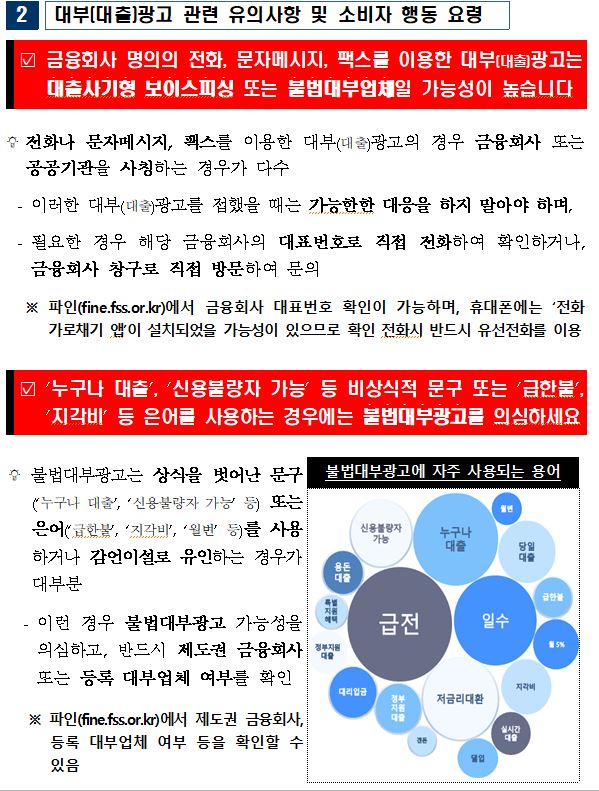 2 대부(대출)광고 관련 유의사항 및 소비자 행동 요령
☑ 금융회사 명의의 전화, 문자메시지, 팩스를 이용한 대부(대출)광고는
대출사기형 보이스피싱 또는 불법대부업체일 가능성이 높습니다
전화나 문자메시지, 팩스를 이용한 대부(대출)광고의 경우 금융회사 또는
공공기관을 사칭하는 경우가 다수
- 이러한 대부(대출)광고를 접했을 때는 가능한한 대응을 하지 말아야 하며,
- 필요한 경우 해당 금융회사의 대표번호로 직접 전화하여 확인하거나,
금융회사 창구로 직접 방문하여 문의
※ 파인(fine.fss.or.kr)에서 금융회사 대표번호 확인이 가능하며, 휴대폰에는 '전화
가로채기 앱'이 설치되었을 가능성이 있으므로 확인 전화시 반드시 유선전화를 이용
☑ '누구나 대출', '신용불량자 가능' 등 비상식적 문구 또는 '급한불',
'지각비' 등 은어를 사용하는 경우에는 불법대부광고를 의심하세요
불법대부광고는 상식을 벗어난 문구
('누구나 대출', '신용불량자 가능' 등) 또는
은어('급한불', '지각비', '월변' 등)를 사용
하거나 감언이설로 유인하는 경우가
대부분
- 이런 경우 불법대부광고 가능성을
의심하고, 반드시 제도권 금융회사
또는 등록 대부업체 여부를 확인
※ 파인(fine.fss.or.kr)에서 제도권 금융회사,
등록 대부업체 여부 등을 확인할 수
있음
불법대부광고에 자주 사용되는 용어
월변
신용불량자
가능
누구나
대출
당일
대출
용돈
대출
급한불
특별
지원
혜택
급전
일수
월 5%
정부지원
대출
대리입금
정부
지원
대출
저금리대환
지각비
실시간
대출
갠돈
댈입